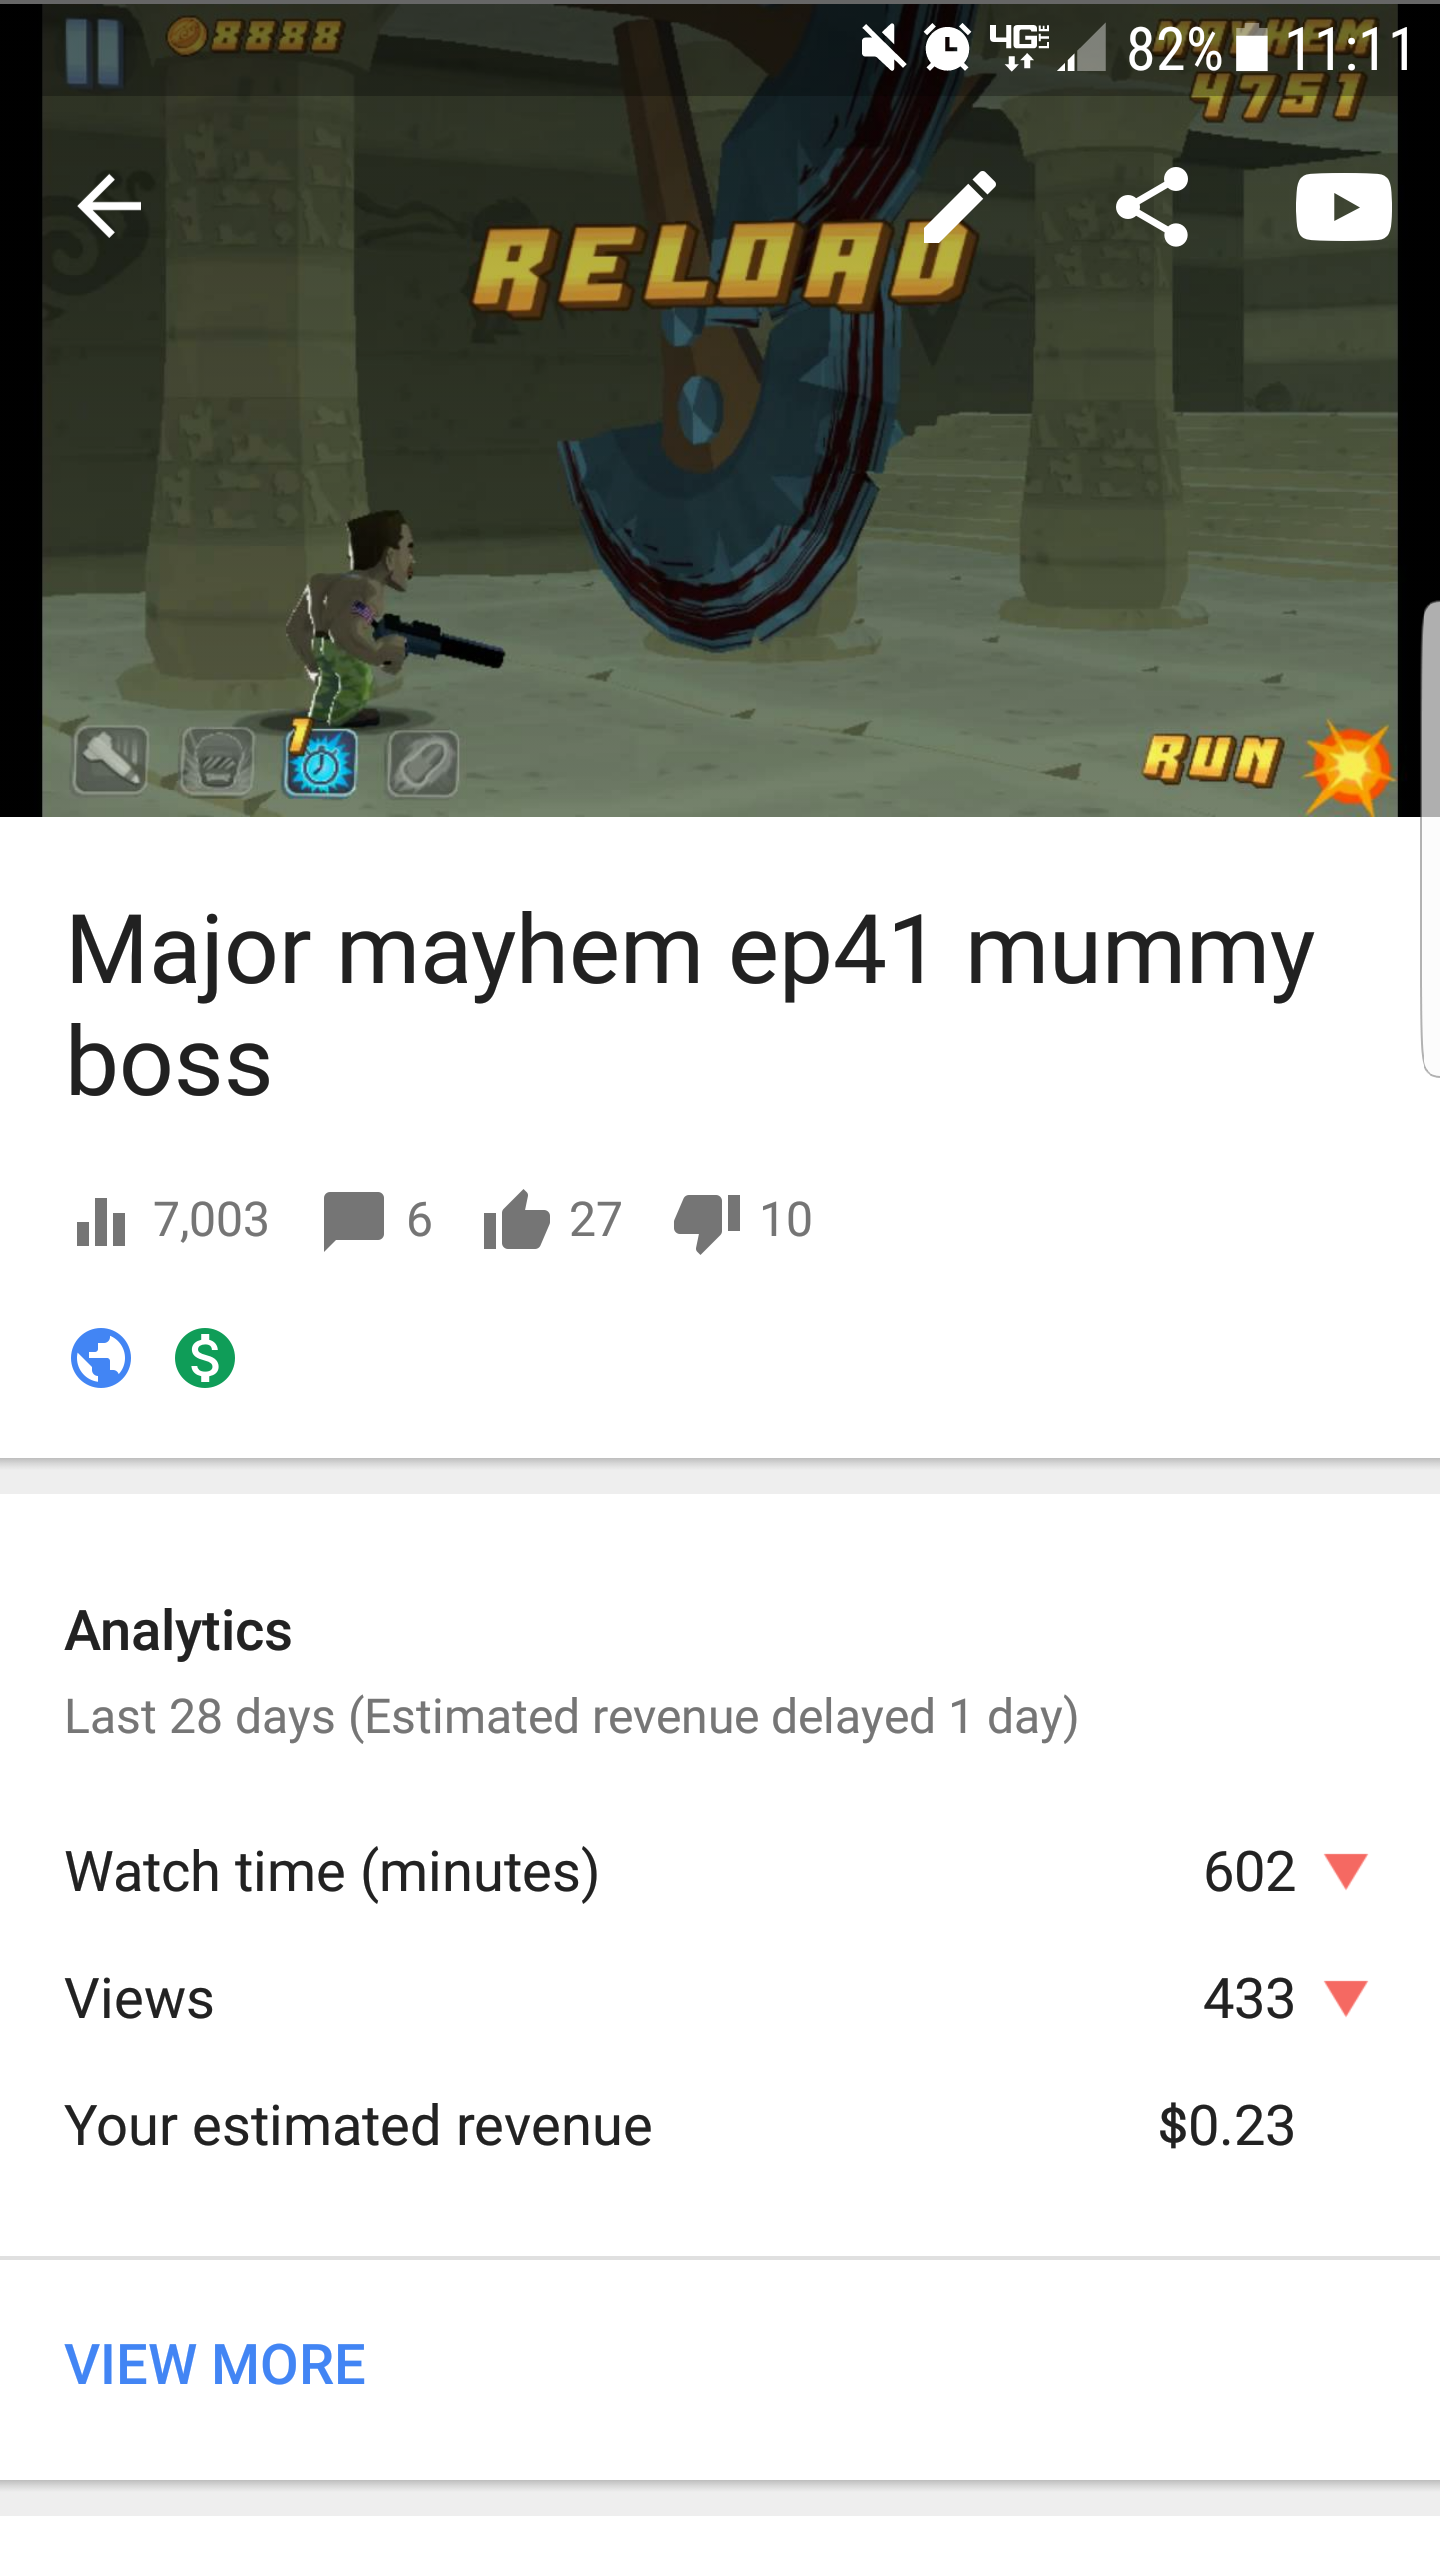 8888
4G LTE 82% 11:11
MAYHEM
4751
RELOAD
1
RUN
Major mayhem ep41 mummy
boss
7,003 6 27 10
$
Analytics
Last 28 days (Estimated revenue delayed 1 day)
Watch time (minutes) 602
Views 433
Your estimated revenue $0.23
VIEW MORE